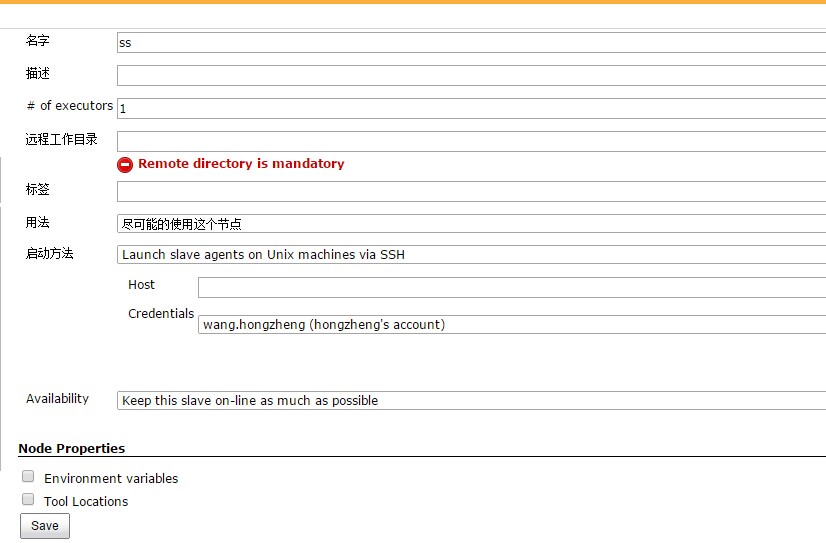 名字 ss
描述
# of executors 1
远程工作目录
Remote directory is mandatory
标签
用法 尽可能的使用这个节点
启动方法 Launch slave agents on Unix machines via SSH
Host
Credentials wang.hongzheng (hongzheng's account)
Availability Keep this slave on-line as much as possible
Node Properties
Environment variables
Tool Locations
Save